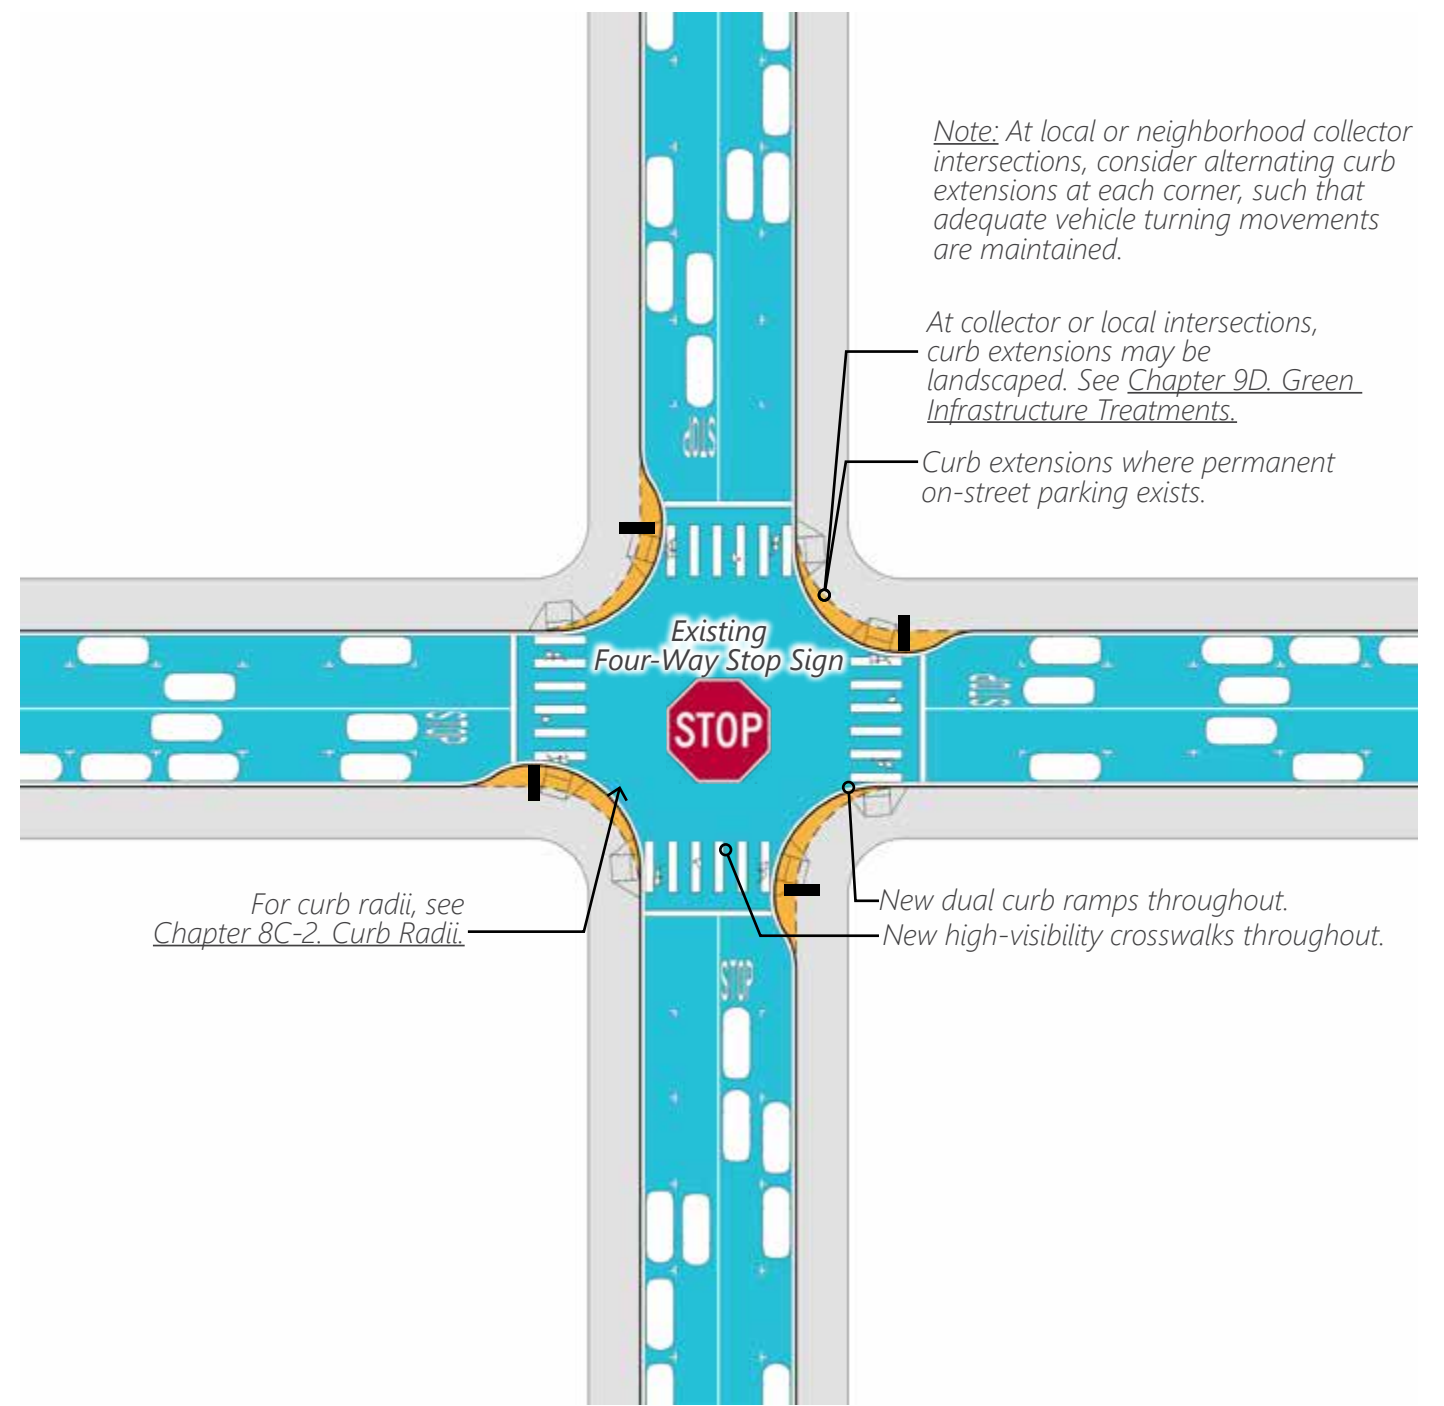 Note: At local or neighborhood collector
intersections, consider alternating curb
extensions at each corner, such that
adequate vehicle turning movements
are maintained.
At collector or local intersections,
curb extensions may be
landscaped. See Chapter 9D. Green
Infrastructure Treatments.
STOP
Curb extensions where permanent
on-street parking exists.
Existing
Four-Way Stop Sign
STOP
STOP
STOP
For curb radii, see
Chapter 8C-2. Curb Radii.
New dual curb ramps throughout.
New high-visibility crosswalks throughout.
STOP